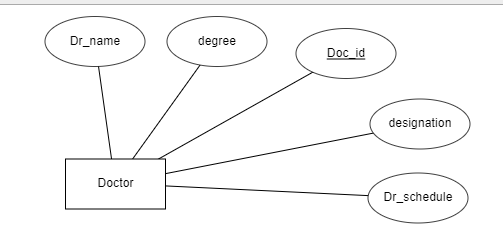 Dr_name
degree
Doc_id
designation
Doctor
Dr_schedule